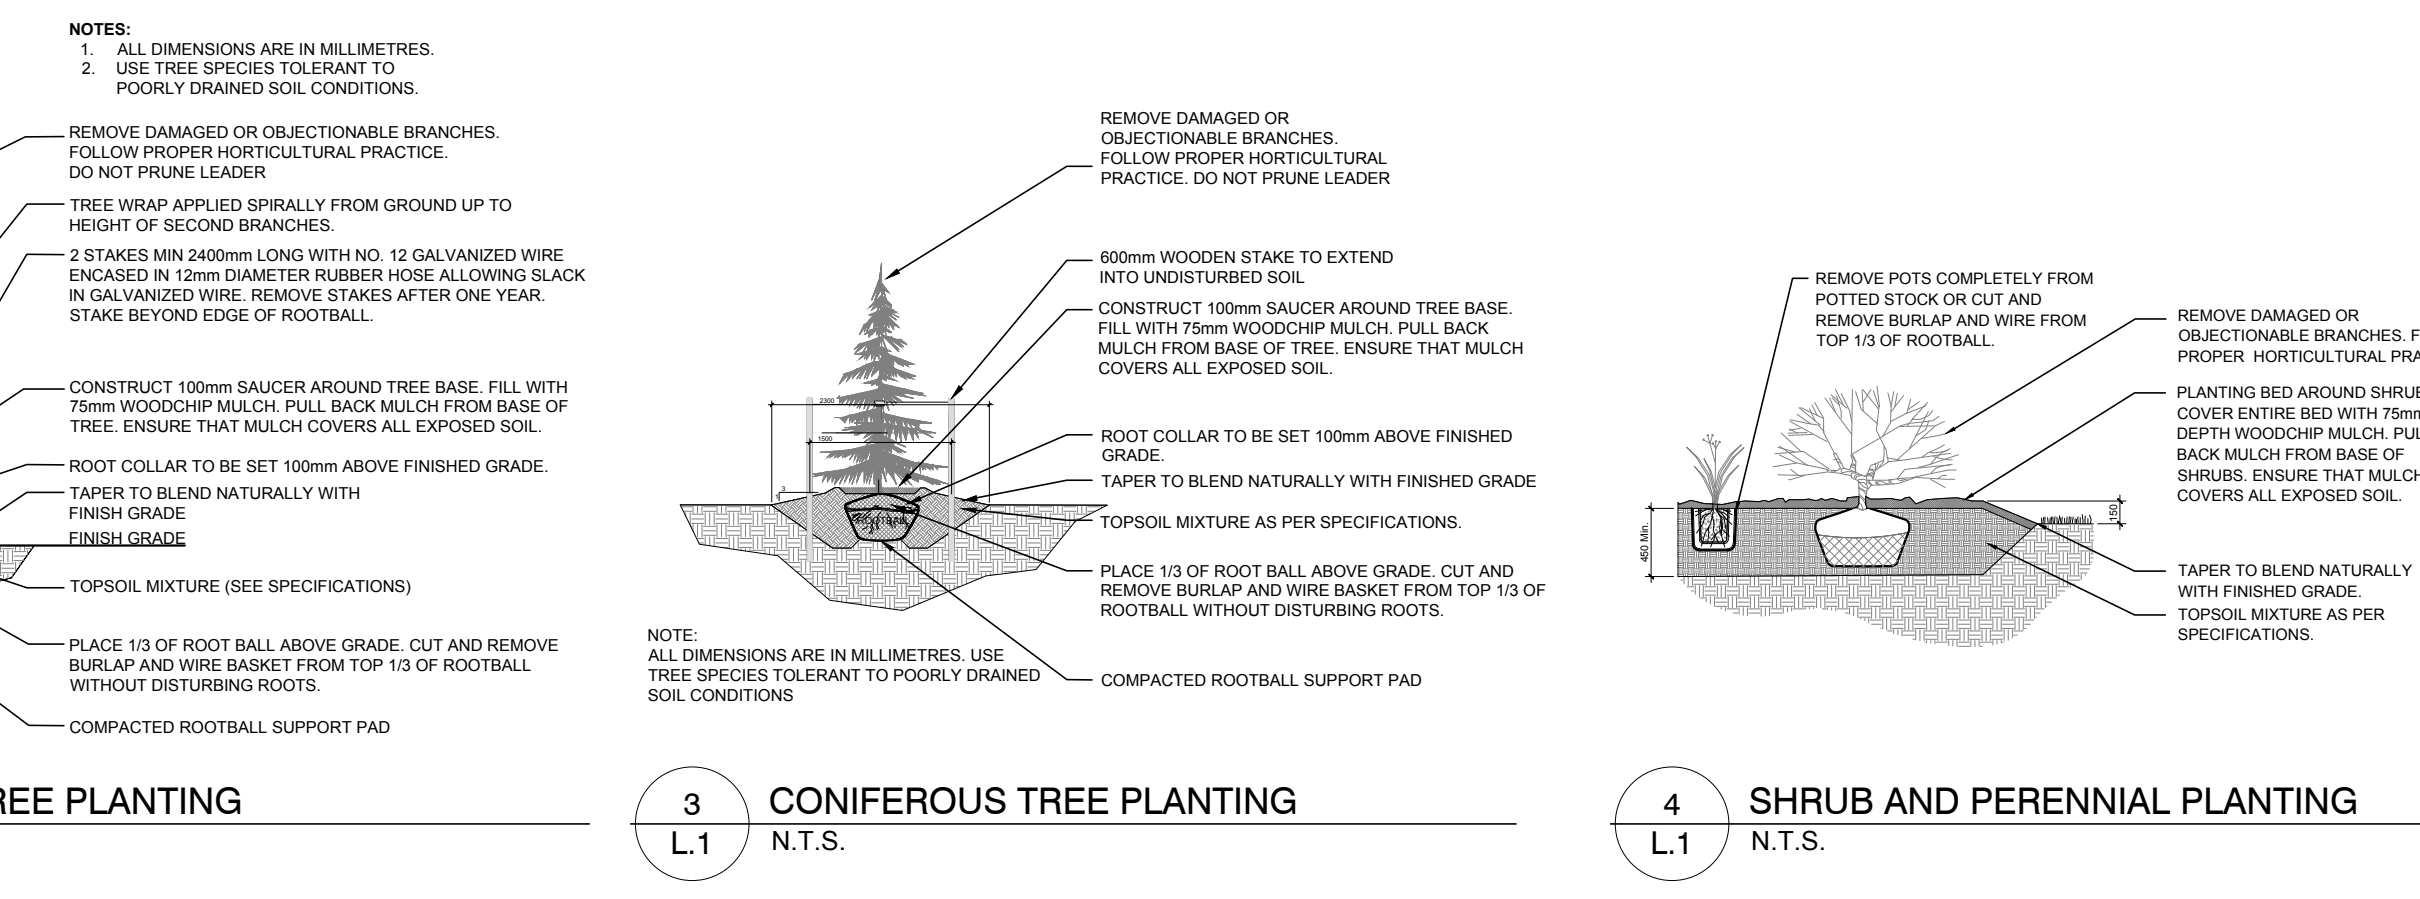 NOTES:
1. ALL DIMENSIONS ARE IN MILLIMETRES.
2. USE TREE SPECIES TOLERANT TO
POORLY DRAINED SOIL CONDITIONS.
REMOVE DAMAGED OR OBJECTIONABLE BRANCHES.
FOLLOW PROPER HORTICULTURAL PRACTICE.
DO NOT PRUNE LEADER
TREE WRAP APPLIED SPIRALLY FROM GROUND UP TO
HEIGHT OF SECOND BRANCHES.
2 STAKES MIN 2400mm LONG WITH NO. 12 GALVANIZED WIRE
ENCASED IN 12mm DIAMETER RUBBER HOSE ALLOWING SLACK
IN GALVANIZED WIRE. REMOVE STAKES AFTER ONE YEAR.
STAKE BEYOND EDGE OF ROOTBALL.
CONSTRUCT 100mm SAUCER AROUND TREE BASE. FILL WITH
75mm WOODCHIP MULCH. PULL BACK MULCH FROM BASE OF
TREE. ENSURE THAT MULCH COVERS ALL EXPOSED SOIL.
ROOT COLLAR TO BE SET 100mm ABOVE FINISHED GRADE.
TAPER TO BLEND NATURALLY WITH
FINISH GRADE
FINISH GRADE
TOPSOIL MIXTURE (SEE SPECIFICATIONS)
PLACE 1/3 OF ROOT BALL ABOVE GRADE. CUT AND REMOVE
BURLAP AND WIRE BASKET FROM TOP 1/3 OF ROOTBALL
WITHOUT DISTURBING ROOTS.
COMPACTED ROOTBALL SUPPORT PAD
REE PLANTING
REMOVE DAMAGED OR
OBJECTIONABLE BRANCHES.
FOLLOW PROPER HORTICULTURAL
PRACTICE. DO NOT PRUNE LEADER
600mm WOODEN STAKE TO EXTEND
INTO UNDISTURBED SOIL
CONSTRUCT 100mm SAUCER AROUND TREE BASE.
FILL WITH 75mm WOODCHIP MULCH. PULL BACK
MULCH FROM BASE OF TREE. ENSURE THAT MULCH
COVERS ALL EXPOSED SOIL.
2300
1500
3
1
ROOTBALL
ROOT COLLAR TO BE SET 100mm ABOVE FINISHED
GRADE.
TAPER TO BLEND NATURALLY WITH FINISHED GRADE
TOPSOIL MIXTURE AS PER SPECIFICATIONS.
PLACE 1/3 OF ROOT BALL ABOVE GRADE. CUT AND
REMOVE BURLAP AND WIRE BASKET FROM TOP 1/3 OF
ROOTBALL WITHOUT DISTURBING ROOTS.
COMPACTED ROOTBALL SUPPORT PAD
NOTE:
ALL DIMENSIONS ARE IN MILLIMETRES. USE
TREE SPECIES TOLERANT TO POORLY DRAINED
SOIL CONDITIONS
3
L.1
CONIFEROUS TREE PLANTING
N.T.S.
REMOVE POTS COMPLETELY FROM
POTTED STOCK OR CUT AND
REMOVE BURLAP AND WIRE FROM
TOP 1/3 OF ROOTBALL.
REMOVE DAMAGED OR
OBJECTIONABLE BRANCHES. F
PROPER HORTICULTURAL PRA
PLANTING BED AROUND SHRUB
COVER ENTIRE BED WITH 75mm
DEPTH WOODCHIP MULCH. PUL
BACK MULCH FROM BASE OF
SHRUBS. ENSURE THAT MULCH
COVERS ALL EXPOSED SOIL.
450 Min.
150
TAPER TO BLEND NATURALLY
WITH FINISHED GRADE.
TOPSOIL MIXTURE AS PER
SPECIFICATIONS.
4
L.1
SHRUB AND PERENNIAL PLANTING
N.T.S.